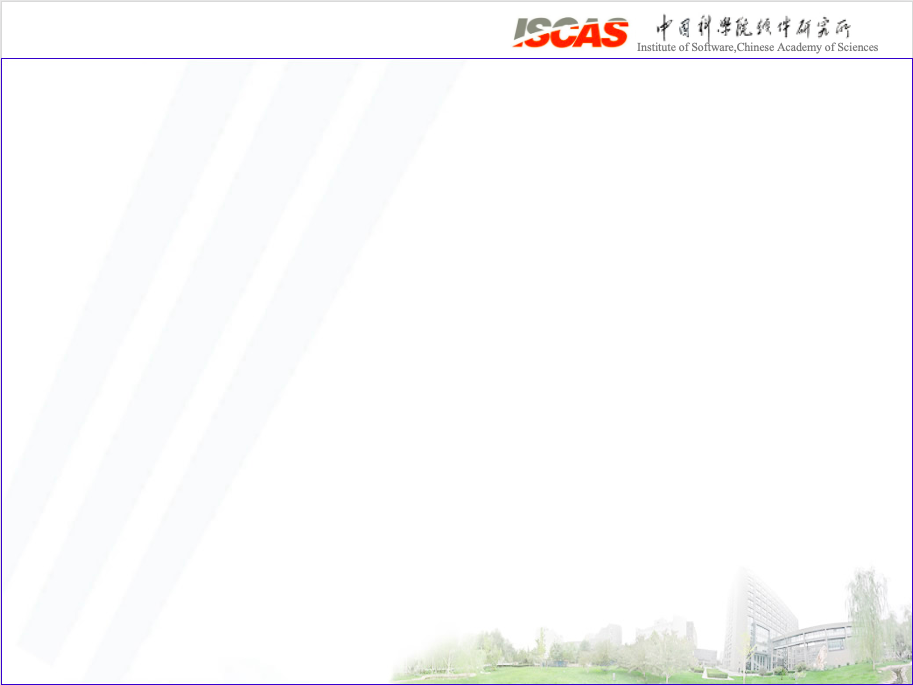 ISCAS
中国科学院软件研究所
Institute of Software,Chinese Academy of Sciences